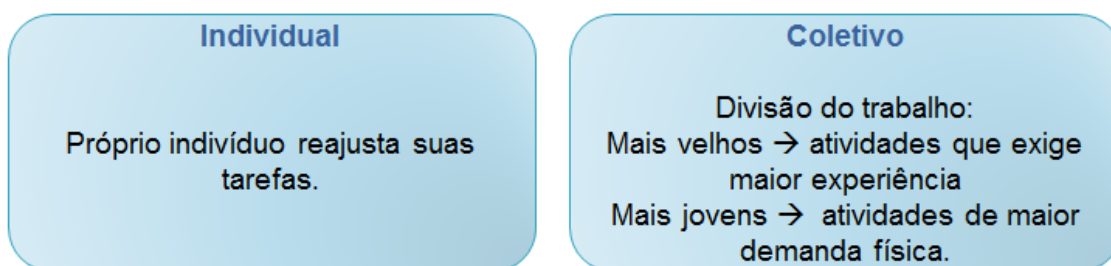 Individual
Próprio indivíduo reajusta suas
tarefas.
Coletivo
Divisão do trabalho:
Mais velhos → atividades que exige
maior experiência
Mais jovens → atividades de maior
demanda física.